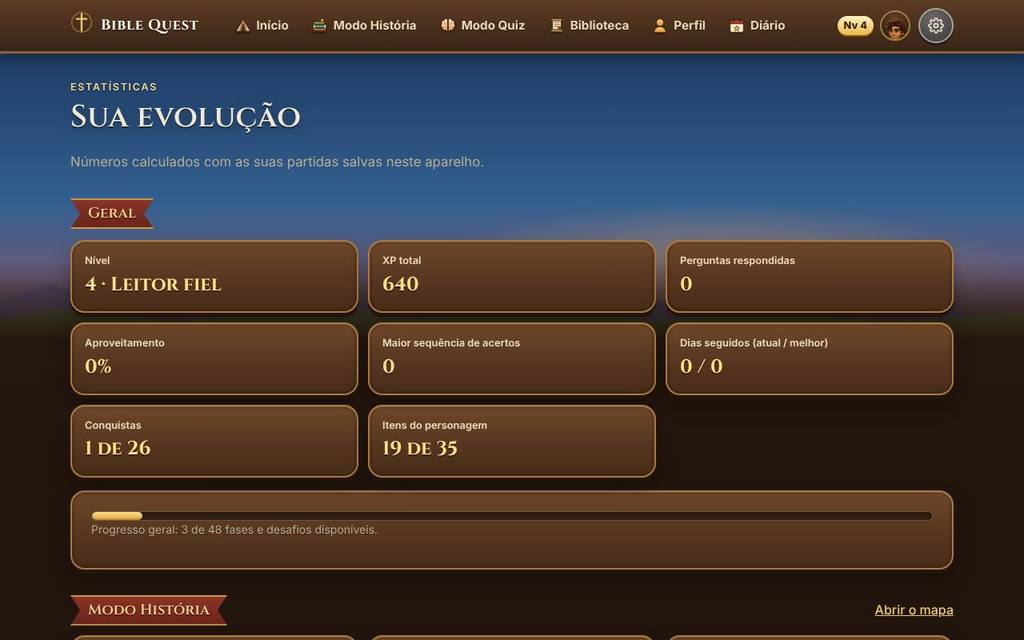 Bible Quest
Início
Modo História
Modo Quiz
Biblioteca
Perfil
Diário
Nv 4
ESTATÍSTICAS
Sua evolução
Números calculados com as suas partidas salvas neste aparelho.
Geral
Nível
4 · Leitor fiel
XP total
640
Perguntas respondidas
0
Aproveitamento
0%
Maior sequência de acertos
0
Dias seguidos (atual / melhor)
0 / 0
Conquistas
1 de 26
Itens do personagem
19 de 35
Progresso geral: 3 de 48 fases e desafios disponíveis.
Modo História
Abrir o mapa